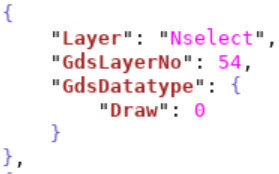 {
    "Layer": "Nselect",
    "GdsLayerNo": 54,
    "GdsDatatype": {
        "Draw": 0
    }
},